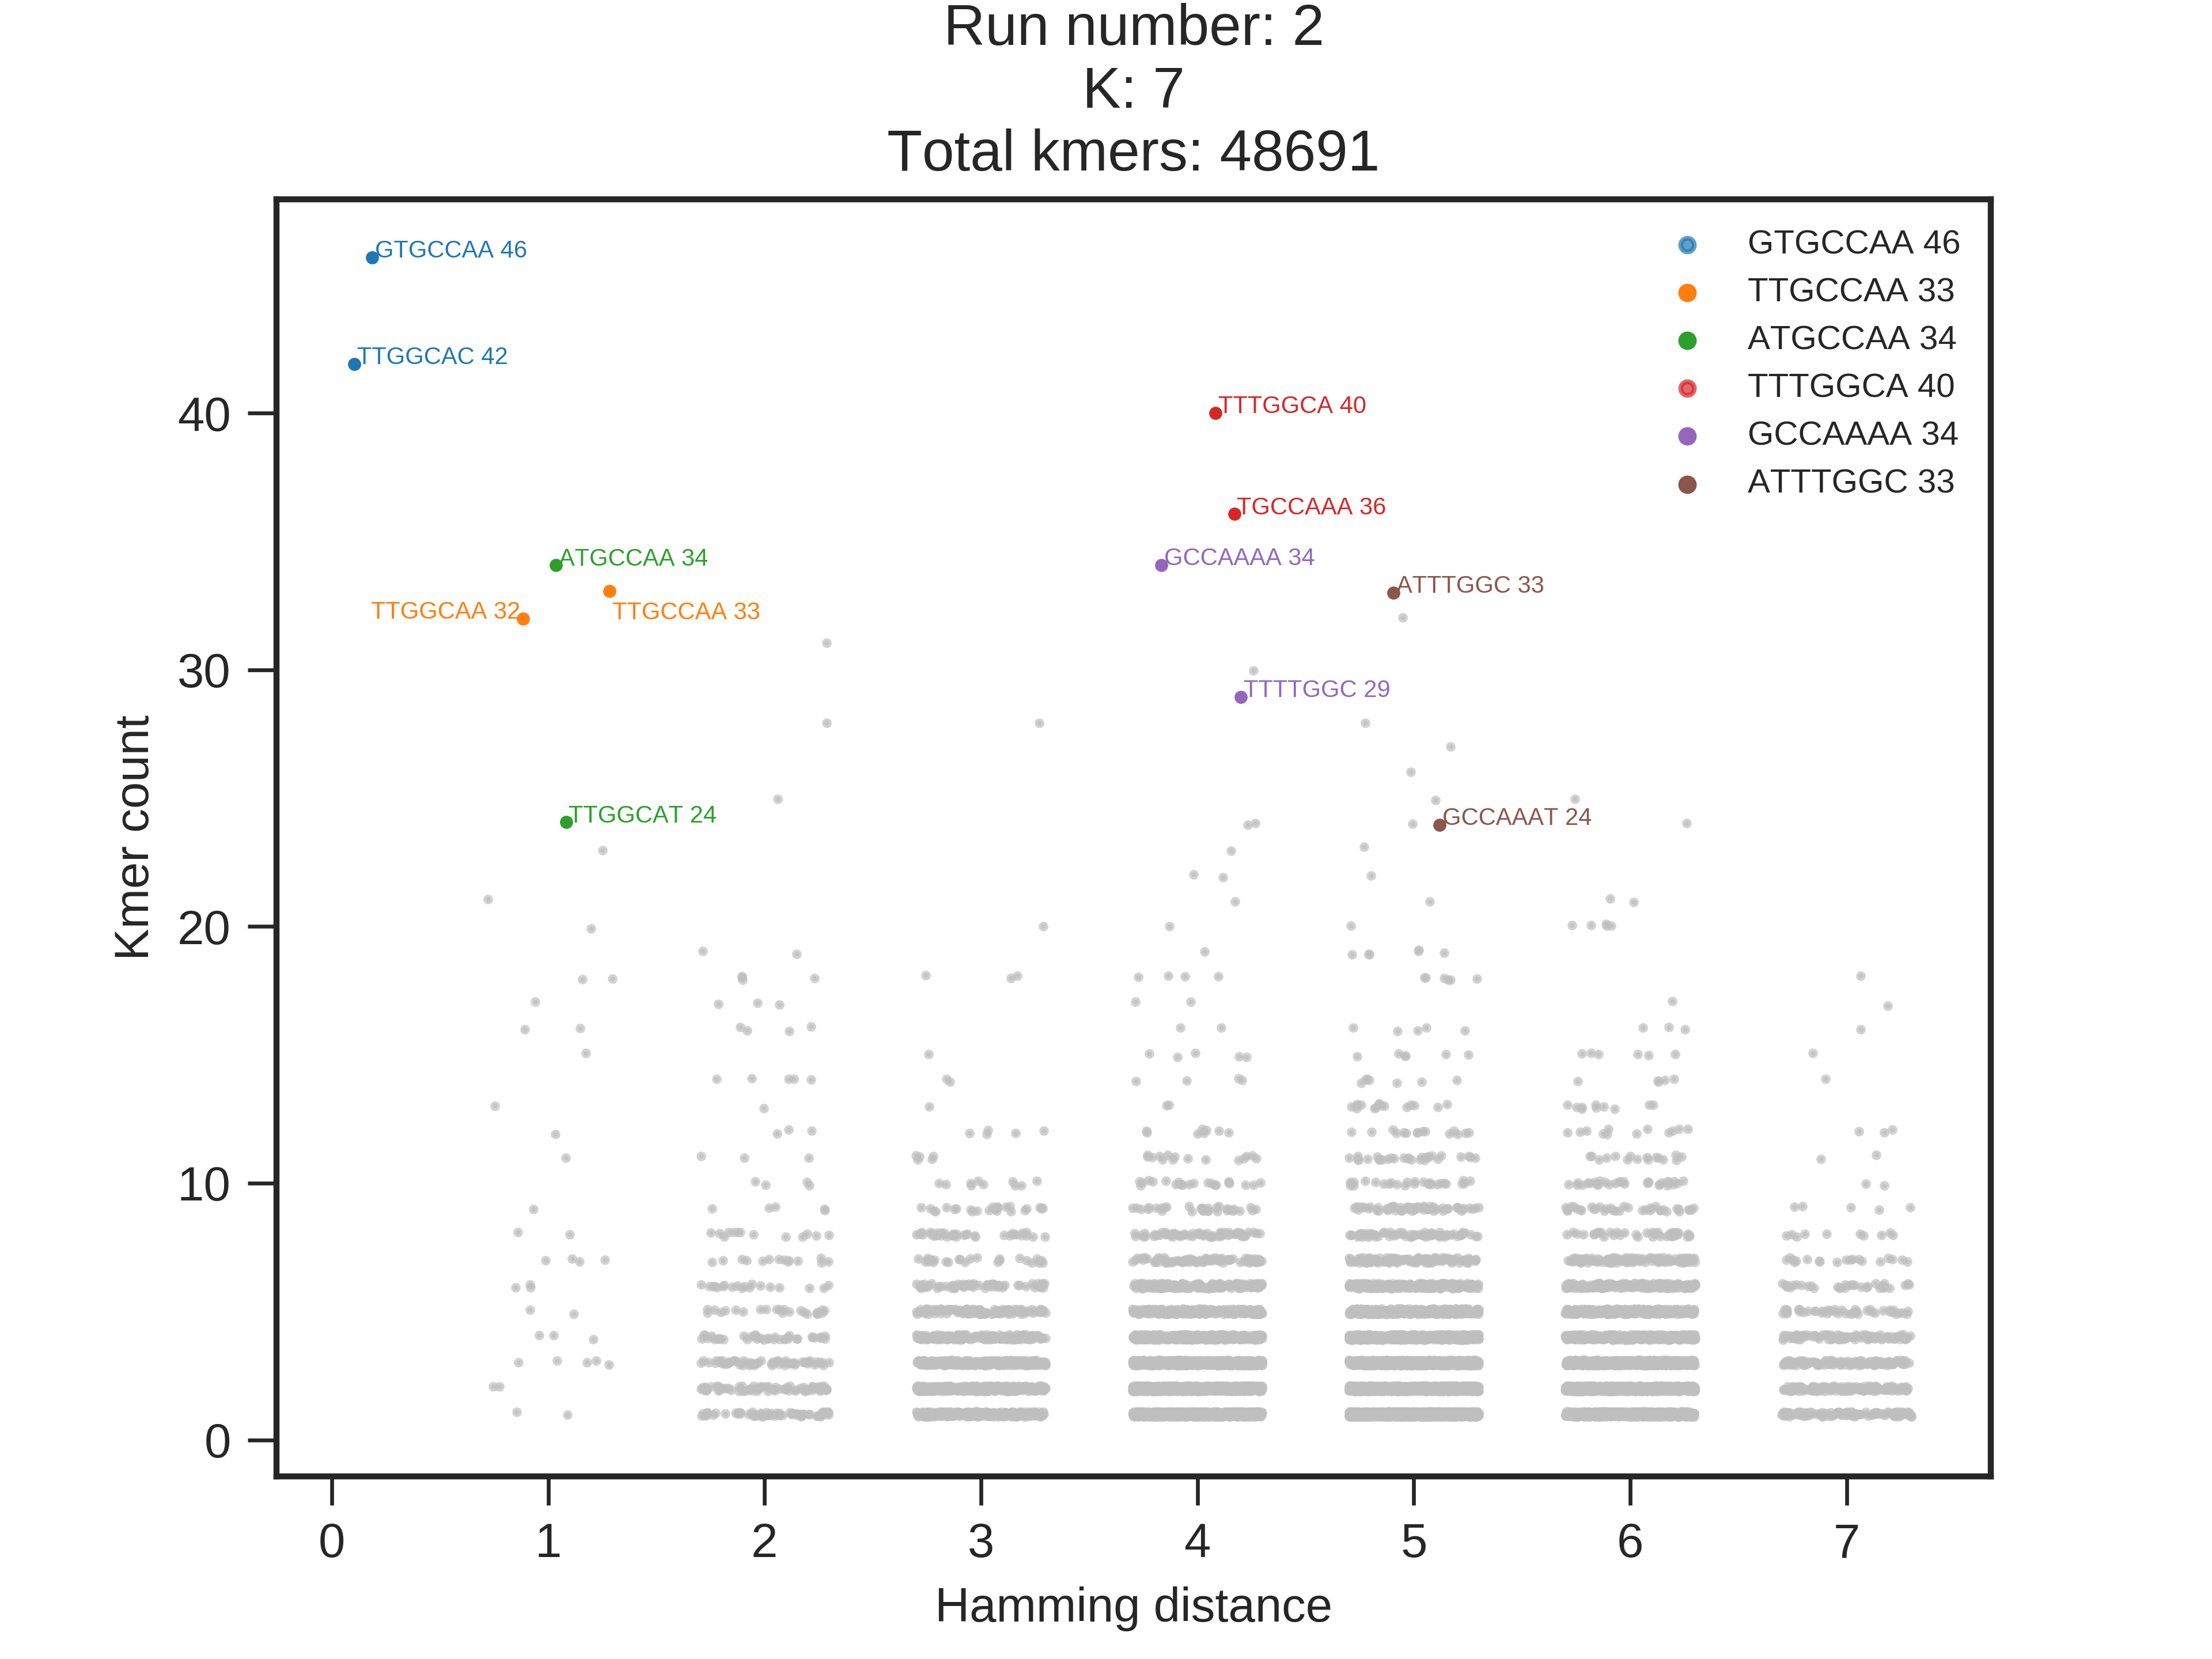 Run number: 2
K: 7
Total kmers: 48691
GTGCCAA 46
TTGCCAA 33
ATGCCAA 34
TTTGGCA 40
GCCAAAA 34
ATTTGGC 33
GTGCCAA 46
TTGGCAC 42
TTTGGCA 40
TGCCAAA 36
ATGCCAA 34
GCCAAAA 34
TTGGCAA 32
TTGCCAA 33
ATTTGGC 33
TTTTGGC 29
TTGGCAT 24
GCCAAAT 24
Kmer count
40
30
20
10
0
0 1 2 3 4 5 6 7
Hamming distance